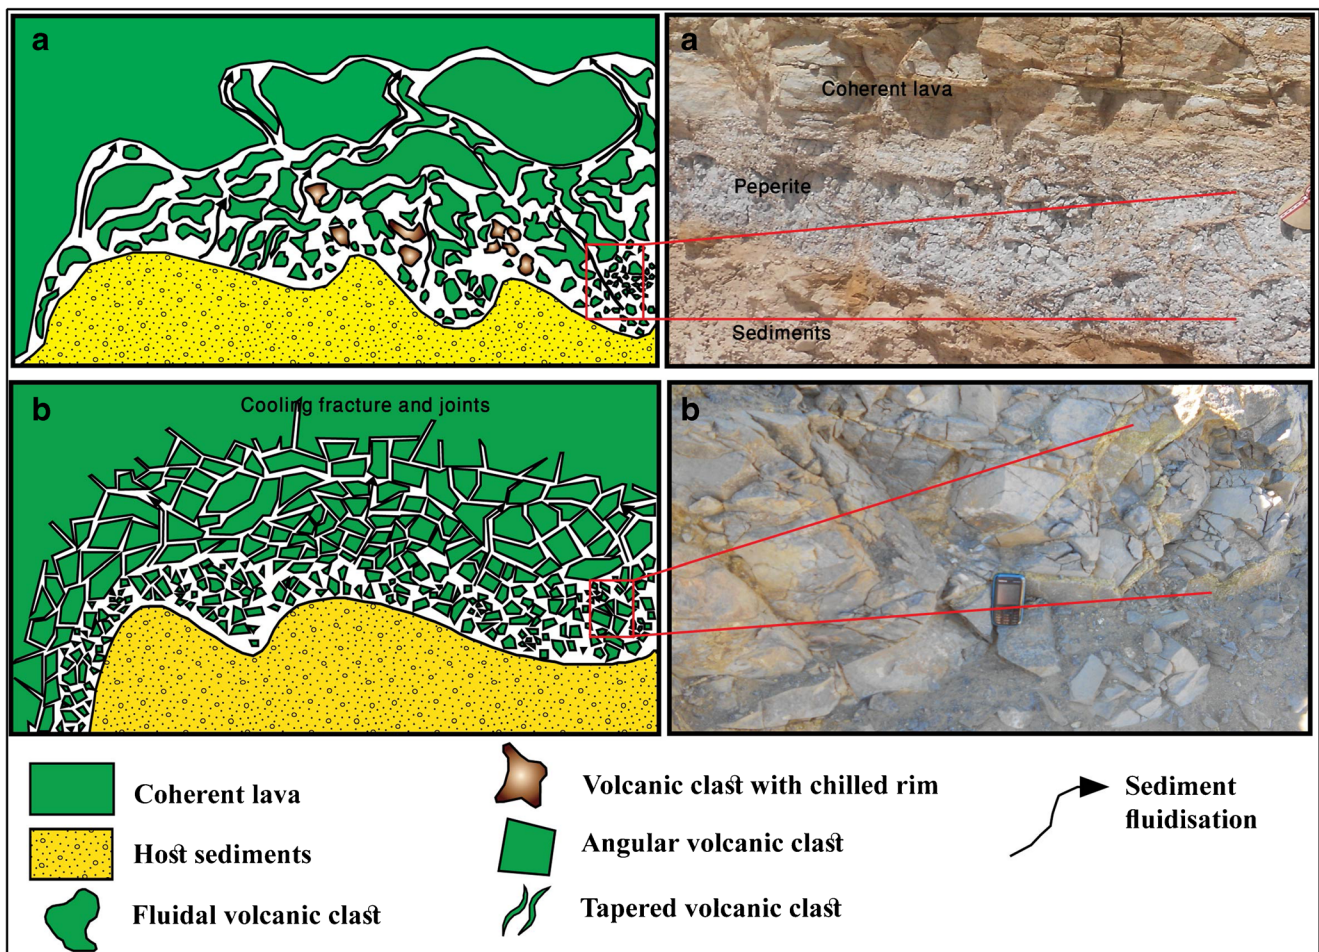 a
a
Coherent lava
Peperite
Sediments
b
Cooling fracture and joints
b
Coherent lava
Volcanic clast with chilled rim
Sediment
fluidisation
Host sediments
Angular volcanic clast
Fluidal volcanic clast
Tapered volcanic clast